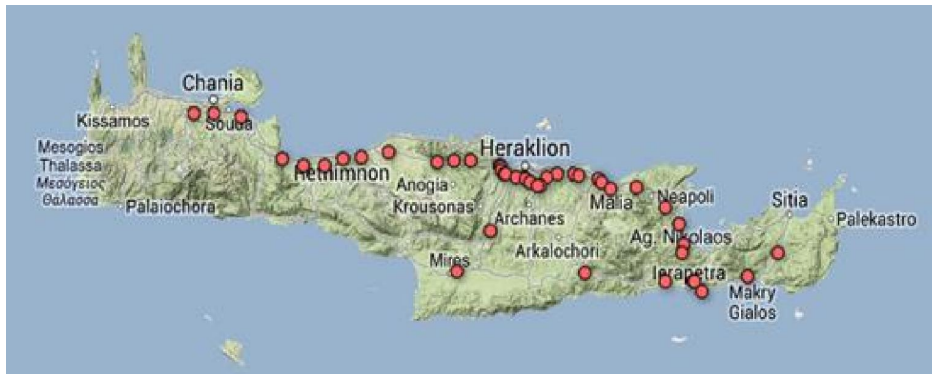 Chania
Kissamos
Souda
Mesogios
Thalassa
Μεσόγειος
Θάλασσα
Palaiochora
Rethimnon
Anogia
Krousonas
Heraklion
Archanes
Arkalochori
Mires
Malia
Neapoli
Ag. Nikolaos
Ierapetra
Sitia
Palekastro
Makry
Gialos